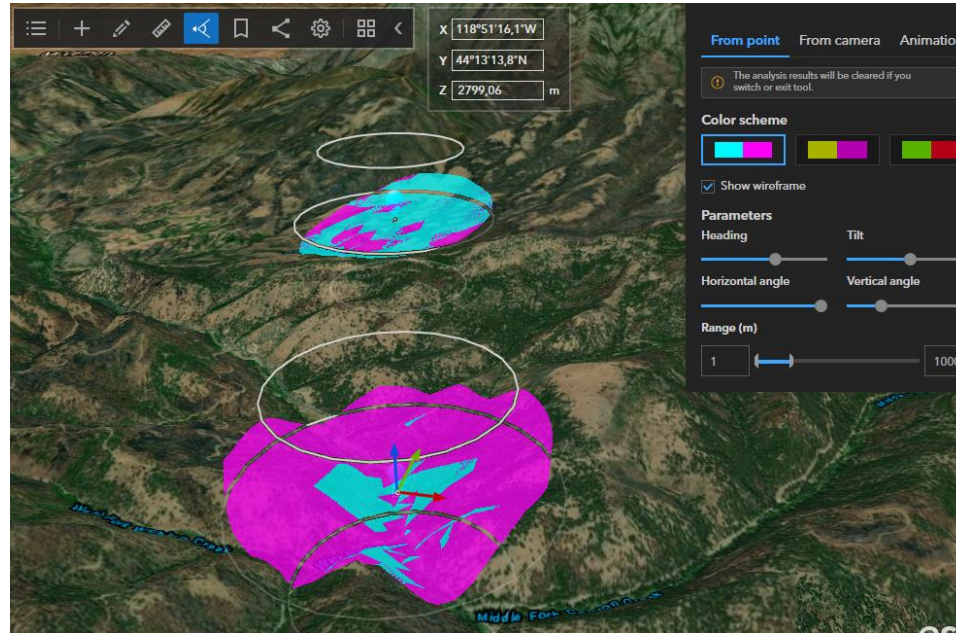 X 118°51'16,1"W
Y 44°13'13,8"N
Z 2799,06 m
From point From camera Animatio
The analysis results will be cleared if you
switch or exit tool.
Color scheme
Show wireframe
Parameters
Heading Tilt
Horizontal angle Vertical angle
Range (m)
1 1000
Creek
Middle Fork